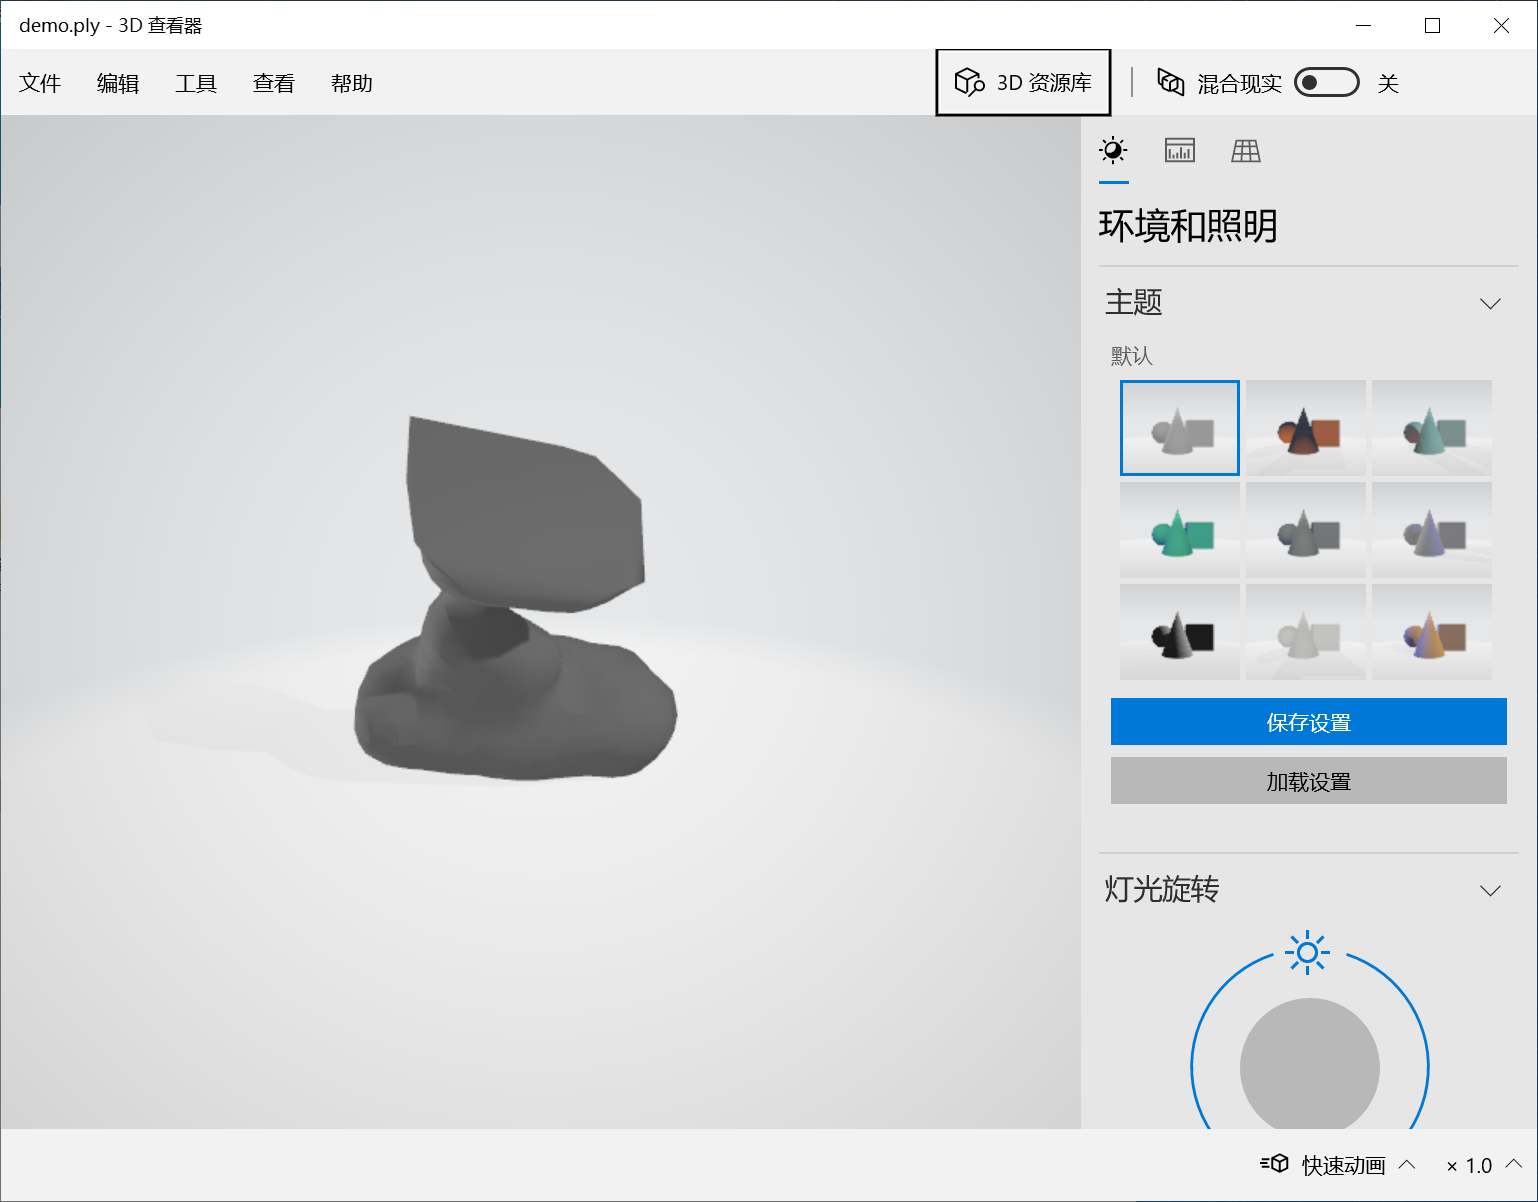 demo.ply - 3D 查看器
文件 编辑 工具 查看 帮助 3D 资源库 混合现实 关
环境和照明
主题
默认
保存设置
加载设置
灯光旋转
快速动画 × 1.0